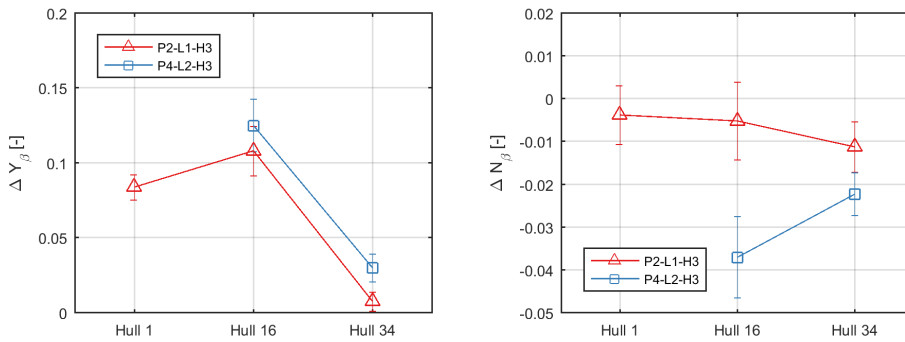 0.2
0.15
0.1
0.05
0
Δ Y_β [-]
P2-L1-H3
P4-L2-H3
Hull 1 Hull 16 Hull 34
0.02
0.01
0
-0.01
-0.02
-0.03
-0.04
-0.05
Δ N_β [-]
P2-L1-H3
P4-L2-H3
Hull 1 Hull 16 Hull 34